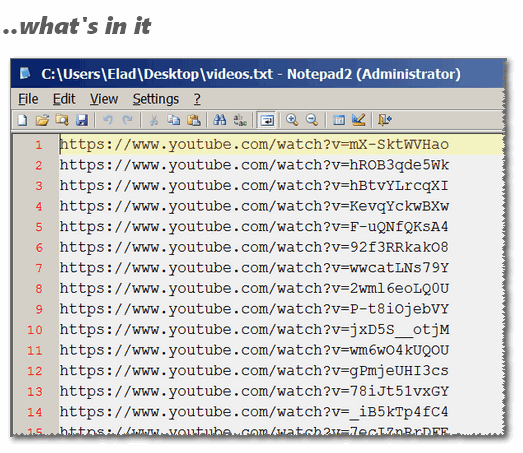 ..what's in it
C:\Users\Elad\Desktop\videos.txt - Notepad2 (Administrator)
File Edit View Settings ?
1 https://www.youtube.com/watch?v=mX-SktWVHao
2 https://www.youtube.com/watch?v=hROB3qde5Wk
3 https://www.youtube.com/watch?v=hBtvYLrcqXI
4 https://www.youtube.com/watch?v=KevqYckwBXw
5 https://www.youtube.com/watch?v=F-uQNfQKsA4
6 https://www.youtube.com/watch?v=92f3RRkakO8
7 https://www.youtube.com/watch?v=wwcatLNs79Y
8 https://www.youtube.com/watch?v=2wml6eoLQ0U
9 https://www.youtube.com/watch?v=P-t8iOjebVY
10 https://www.youtube.com/watch?v=jxD5S__otjM
11 https://www.youtube.com/watch?v=wm6wO4kUQOU
12 https://www.youtube.com/watch?v=gPmjeUHI3cs
13 https://www.youtube.com/watch?v=78iJt51vxGY
14 https://www.youtube.com/watch?v=_iB5kTp4fC4
15